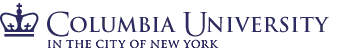 COLUMBIA UNIVERSITY
IN THE CITY OF NEW YORK